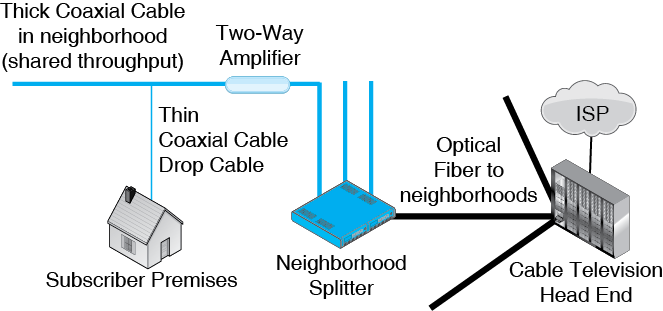 Thick Coaxial Cable
in neighborhood
(shared throughput)
Two-Way
Amplifier
Thin
Coaxial Cable
Drop Cable
Subscriber Premises
Neighborhood
Splitter
Optical
Fiber to
neighborhoods
ISP
Cable Television
Head End